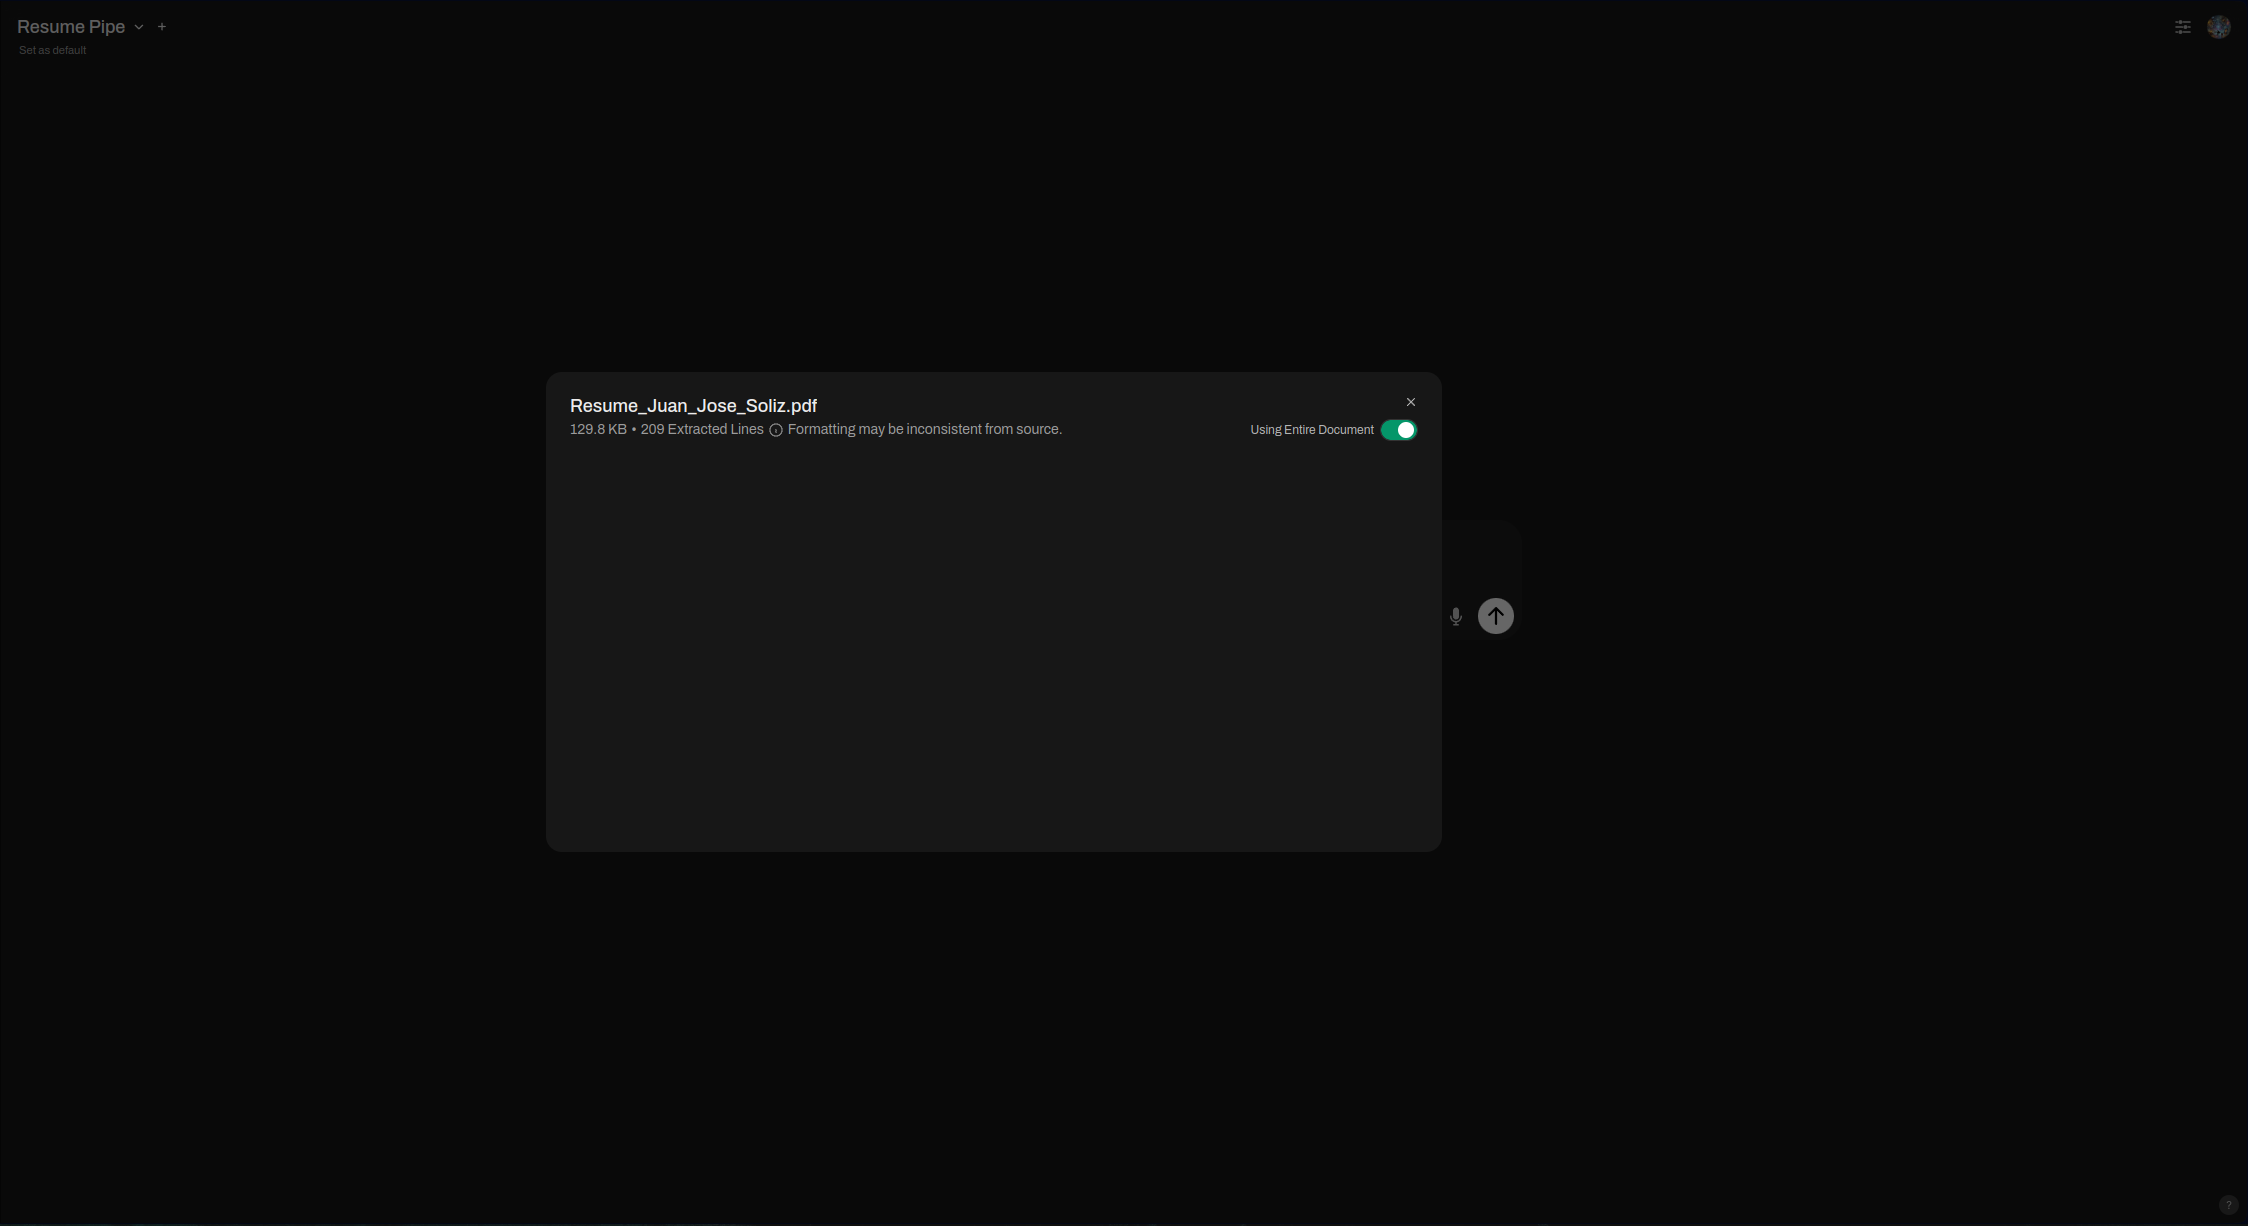 Resume Pipe
Set as default
Resume_Juan_Jose_Soliz.pdf
129.8 KB • 209 Extracted Lines Formatting may be inconsistent from source.
Using Entire Document
?